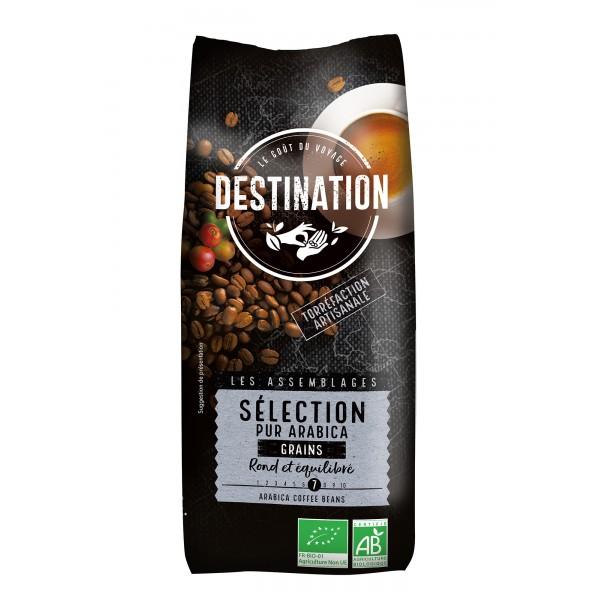 LE GOÛT DU VOYAGE
DESTINATION
TORRÉFACTION
ARTISANALE
Suggestion de présentation
LES ASSEMBLAGES
SÉLECTION
PUR ARABICA
GRAINS
Rond et équilibré
1 2 3 4 5 6 7 8 9 10
ARABICA COFFEE BEANS
FR-BIO-01
Agriculture Non UE
CERTIFIÉ
AB
AGRICULTURE
BIOLOGIQUE